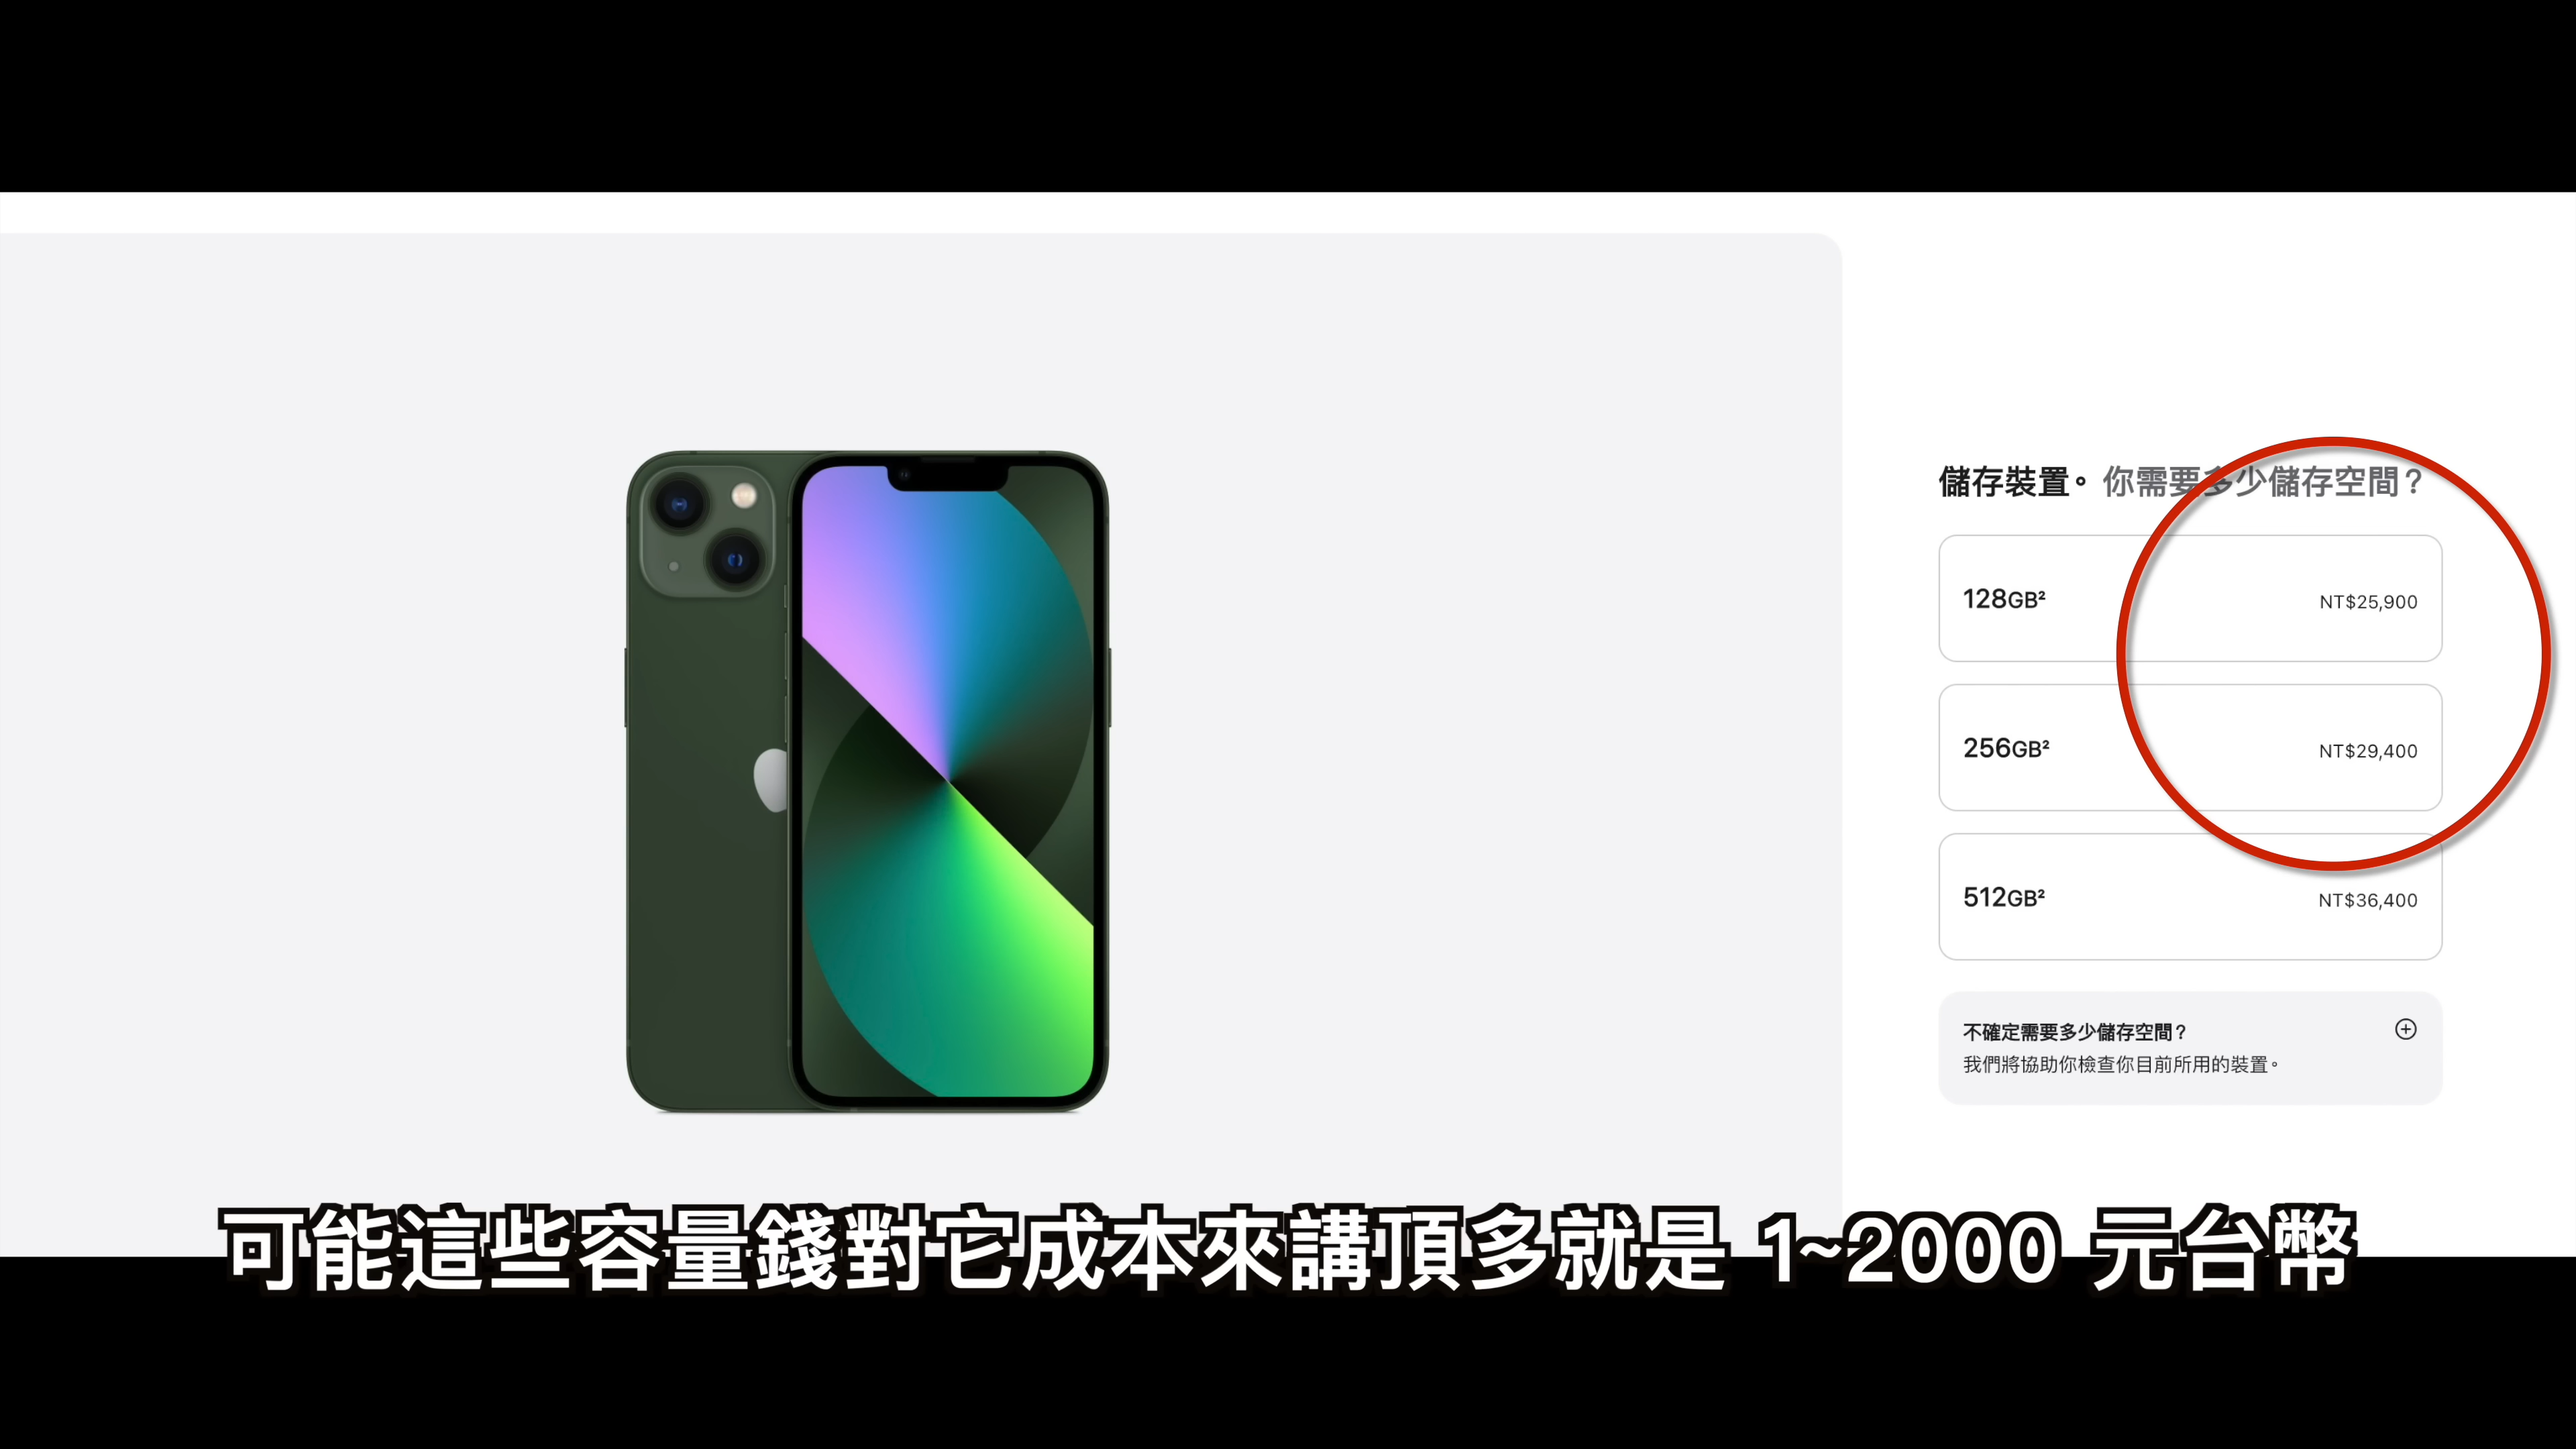 儲存裝置。你需要多少儲存空間？
128GB² NT$25,900
256GB² NT$29,400
512GB² NT$36,400
不確定需要多少儲存空間？
我們將協助你檢查你目前所用的裝置。
可能這些容量錢對它成本來講頂多就是 1~2000 元台幣